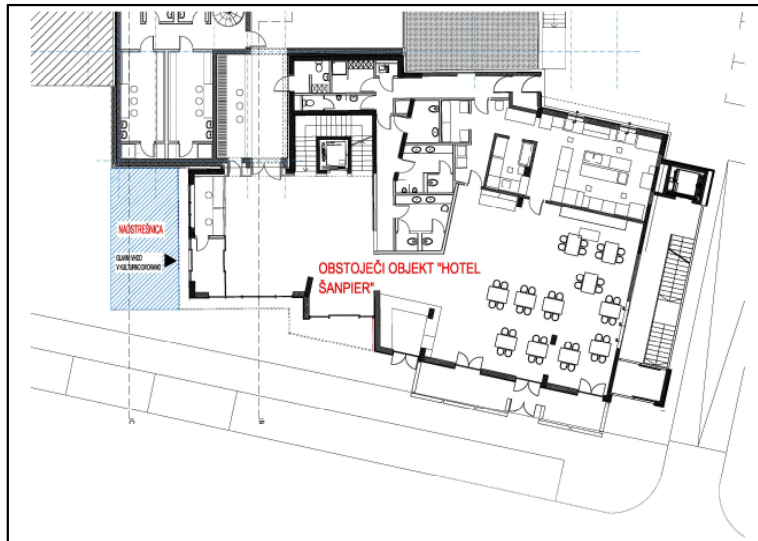 NADSTREŠNICA
GLAVNI VHOD
V KULTURNO DVORANO
OBSTOJEČI OBJEKT "HOTEL
ŠANPIER"